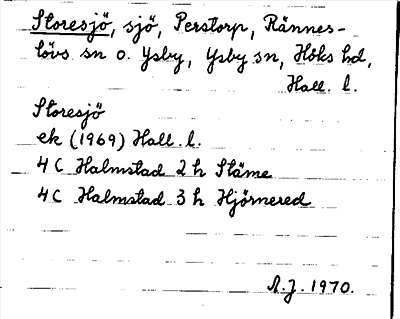 Storesjö, sjö, Perstorp, Rännes-
lövs sn o. Ysby, Ysby sn, Höks hd,
Hall. l.
Storesjö
ek (1969) Hall. l.
4 C Halmstad 2 h Släme
4 C Halmstad 3 h Hjörnered
A.J. 1970.